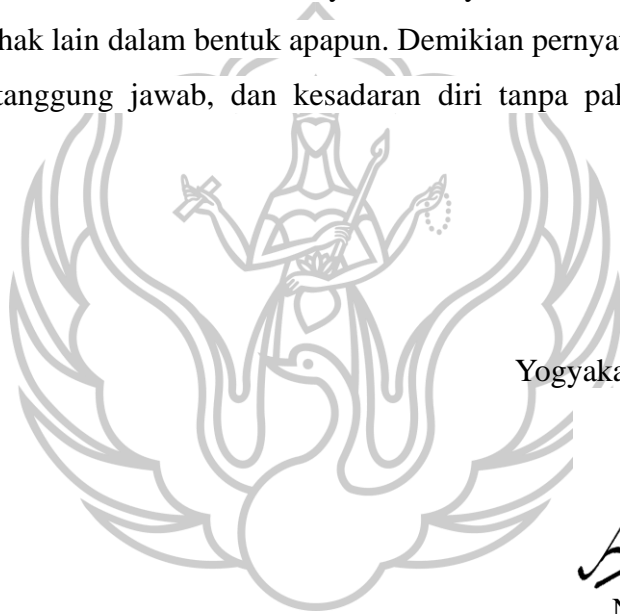 hak lain dalam bentuk apapun. Demikian pernya
tanggung jawab, dan kesadaran diri tanpa pa
Yogyaka